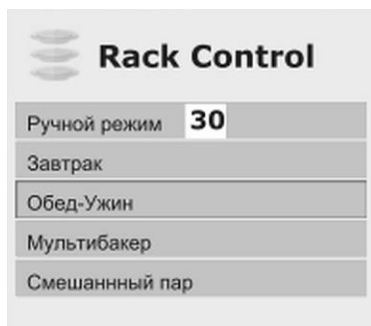 Rack Control
Ручной режим 30
Завтрак
Обед-Ужин
Мультибакер
Смешаннный пар